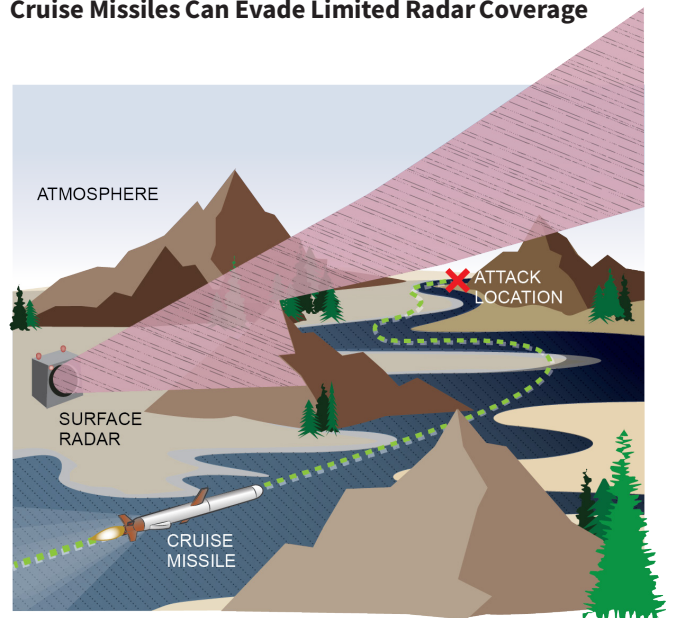 Cruise Missiles Can Evade Limited Radar Coverage
ATMOSPHERE
ATTACK
LOCATION
SURFACE
RADAR
CRUISE
MISSILE